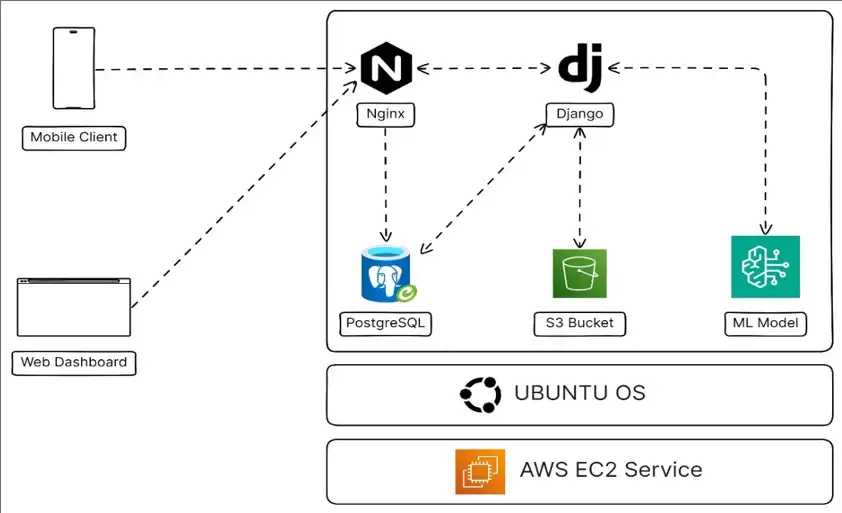 N
dj
Nginx
Django
Mobile Client
PostgreSQL
S3 Bucket
ML Model
Web Dashboard
UBUNTU OS
AWS EC2 Service